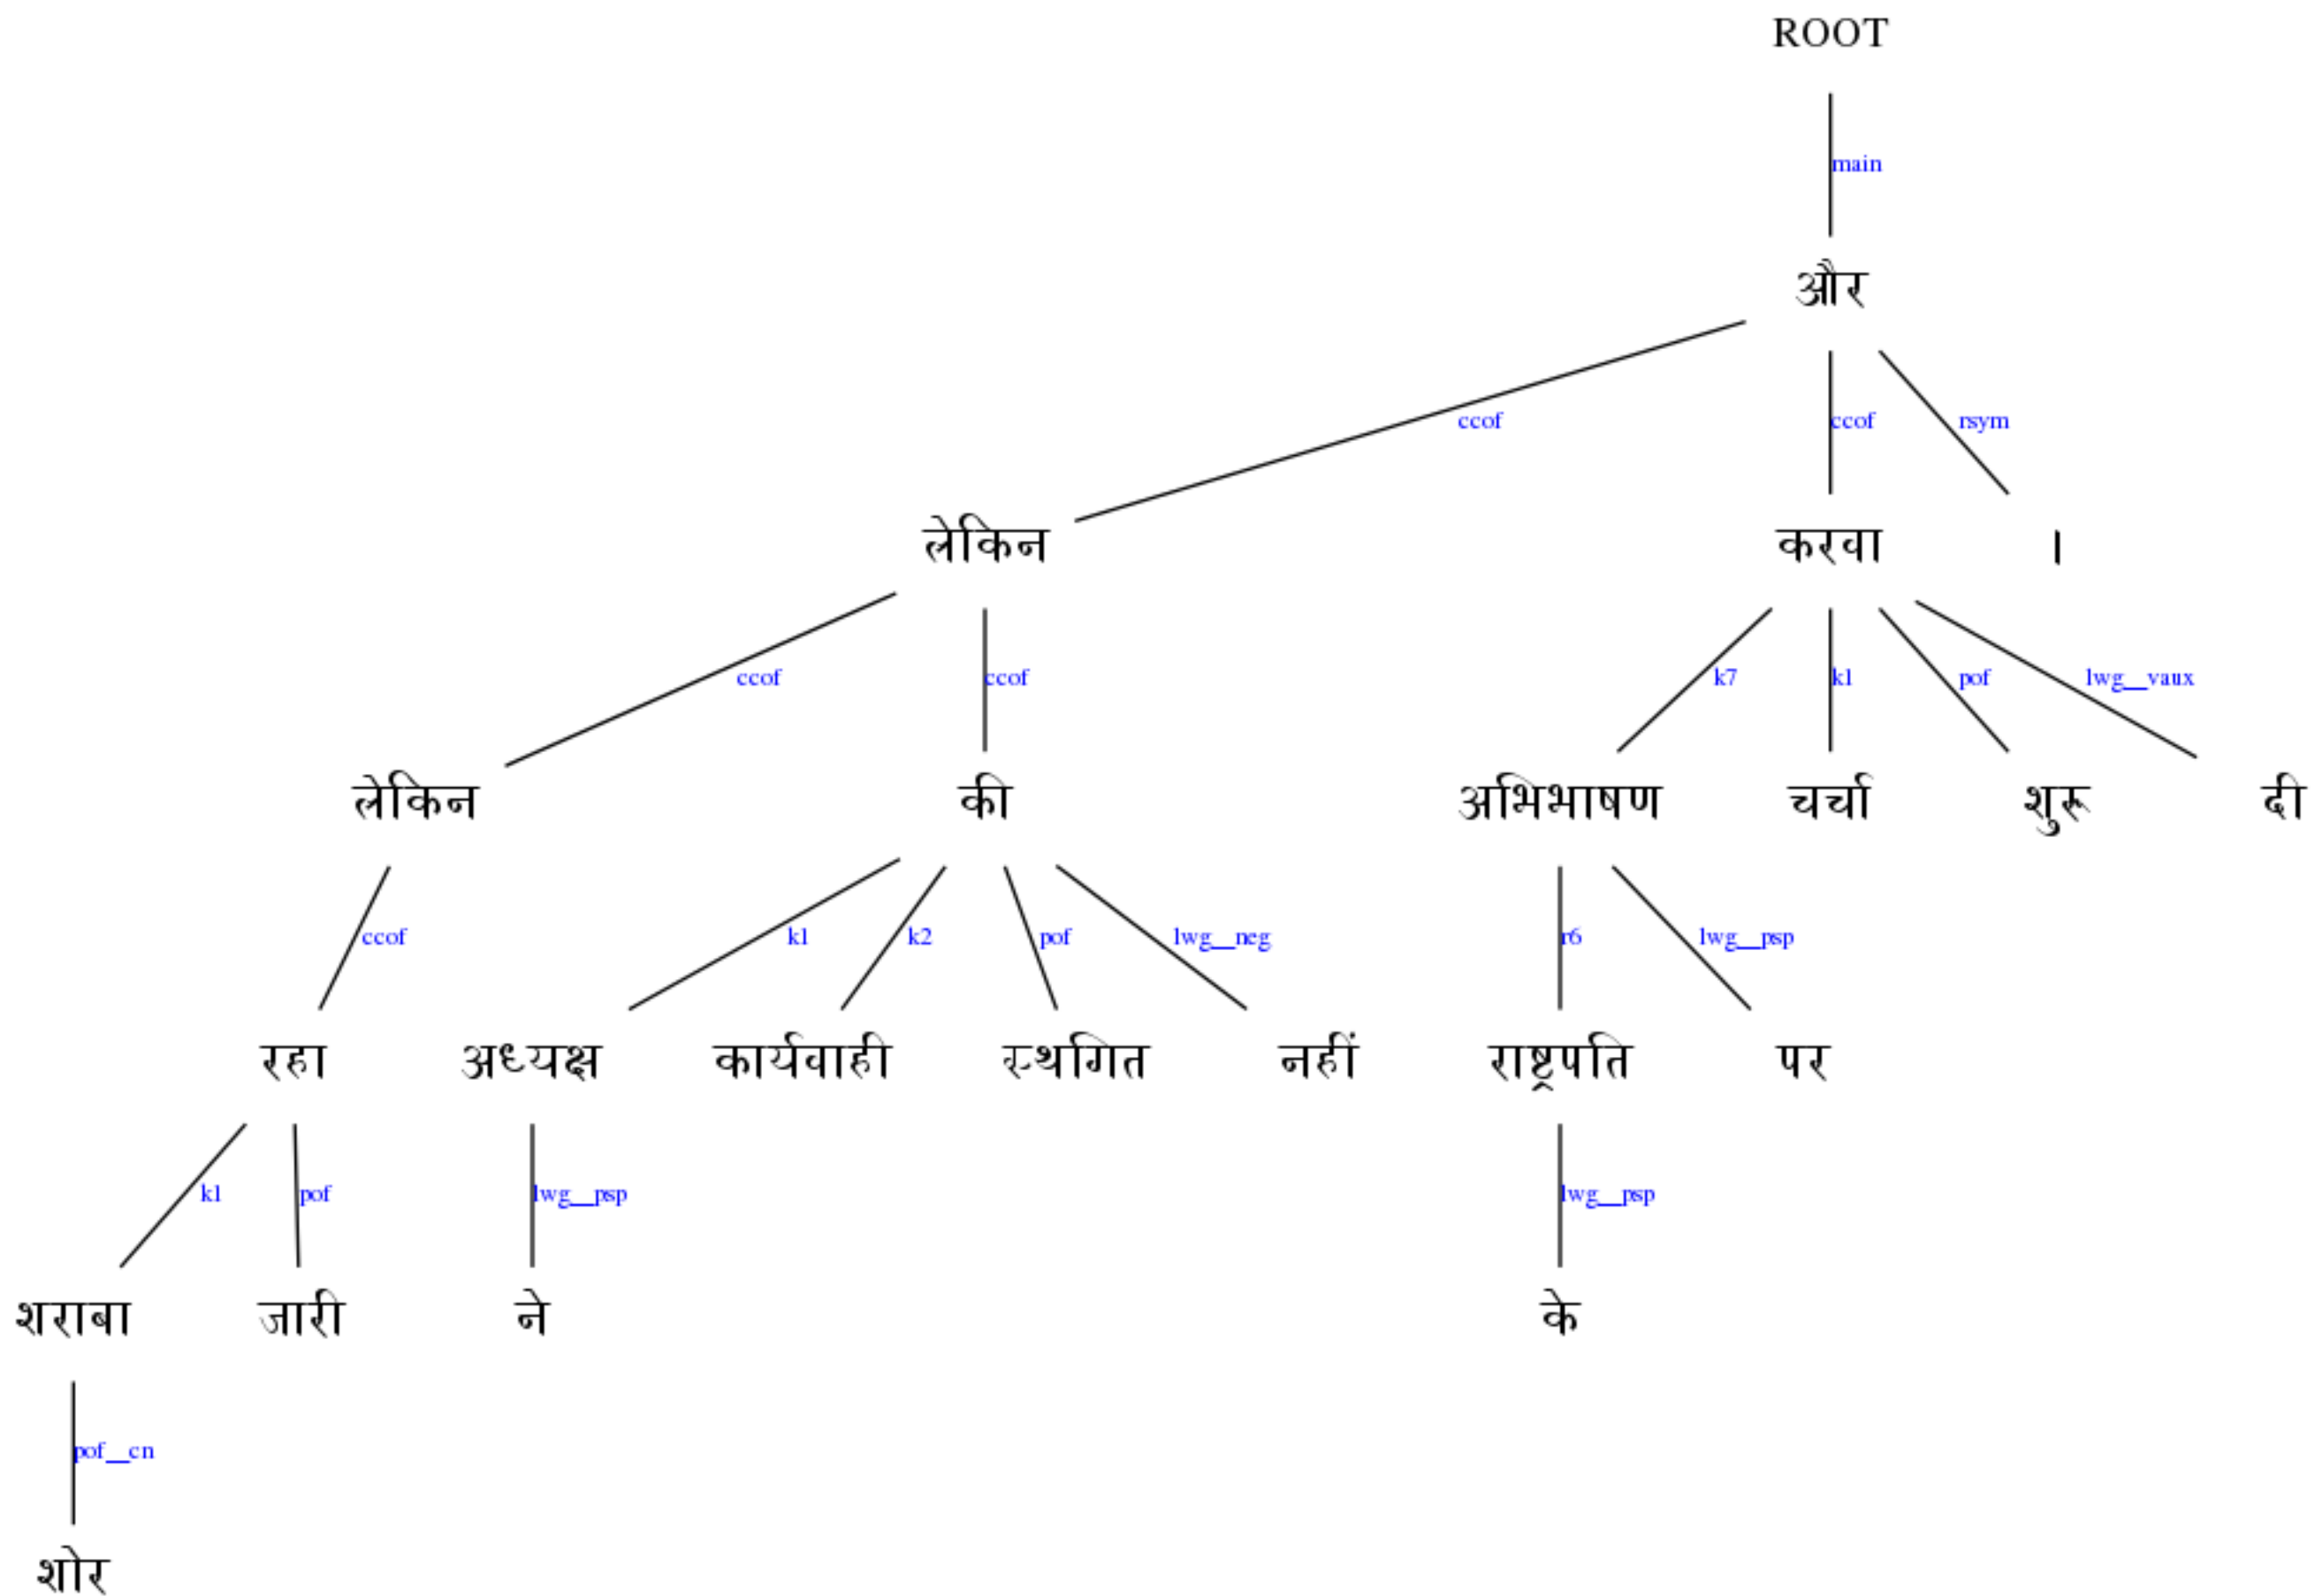 ROOT
main
और
ccof ccof rsym
लेकिन करवा ।
ccof ccof k7 k1 pof lwg__vaux
लेकिन की अभिभाषण चर्चा शुरू दी
ccof k1 k2 pof lwg__neg r6 lwg__psp
रहा अध्यक्ष कार्यवाही स्थगित नहीं राष्ट्रपति पर
k1 pof lwg__psp lwg__psp
शराबा जारी ने के
pof__cn
शोर